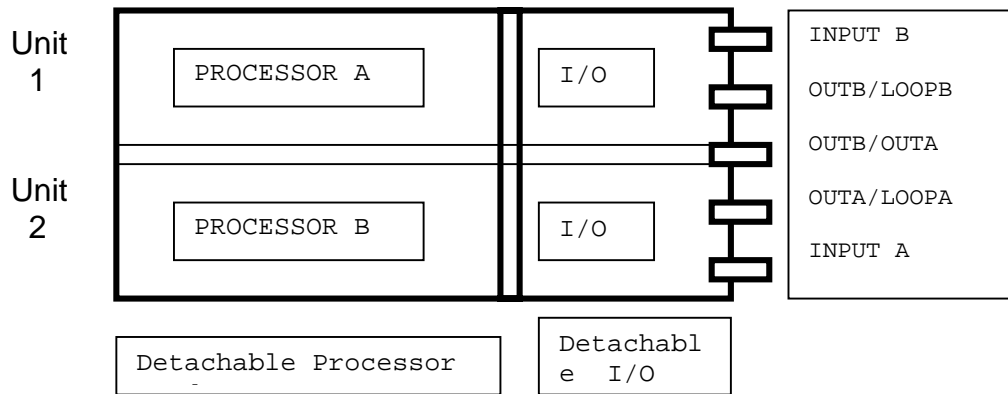 Unit
1
PROCESSOR A
I/O
INPUT B
OUTB/LOOPB
OUTB/OUTA
OUTA/LOOPA
INPUT A
Unit
2
PROCESSOR B
I/O
Detachable Processor
Detachabl
e I/O